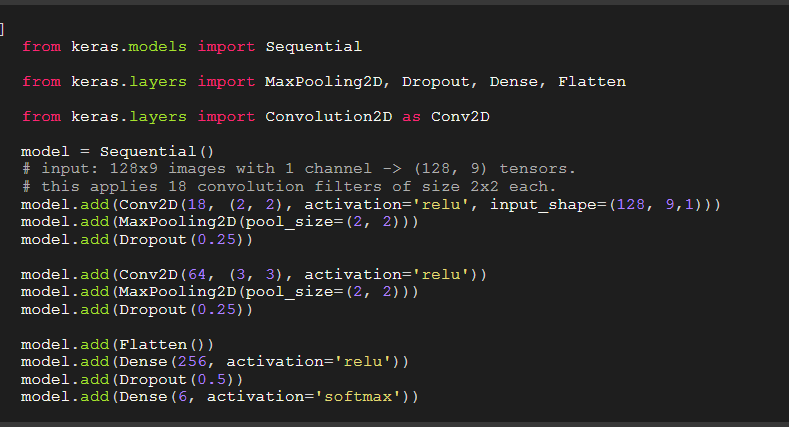 from keras.models import Sequential
from keras.layers import MaxPooling2D, Dropout, Dense, Flatten
from keras.layers import Convolution2D as Conv2D
model = Sequential()
# input: 128x9 images with 1 channel -> (128, 9) tensors.
# this applies 18 convolution filters of size 2x2 each.
model.add(Conv2D(18, (2, 2), activation='relu', input_shape=(128, 9,1)))
model.add(MaxPooling2D(pool_size=(2, 2)))
model.add(Dropout(0.25))
model.add(Conv2D(64, (3, 3), activation='relu'))
model.add(MaxPooling2D(pool_size=(2, 2)))
model.add(Dropout(0.25))
model.add(Flatten())
model.add(Dense(256, activation='relu'))
model.add(Dropout(0.5))
model.add(Dense(6, activation='softmax'))